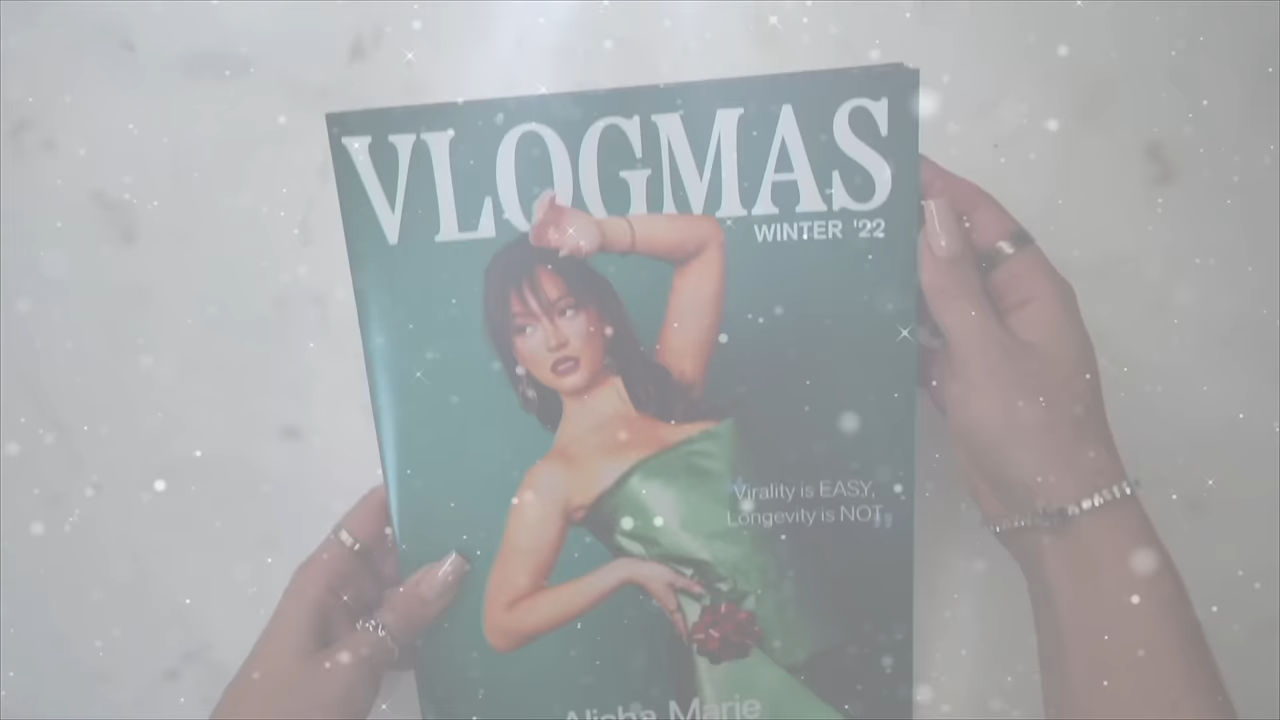 VLOGMAS
WINTER '22
"Virality is EASY,
Longevity is NOT"
Alisha Marie